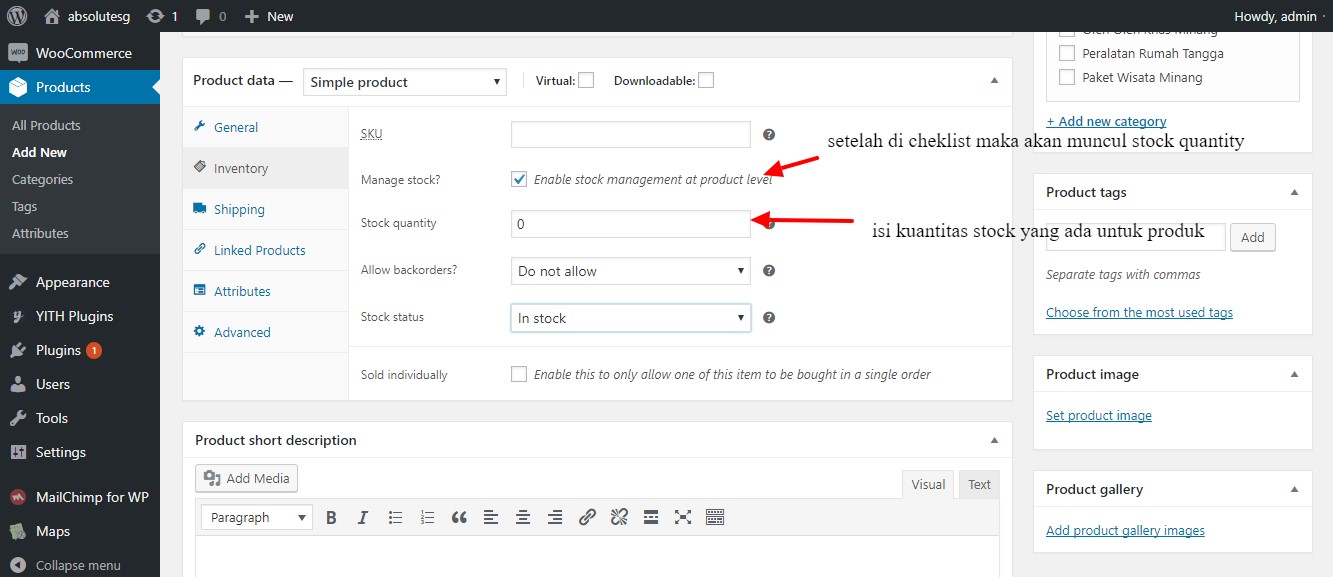 absolutesg 1 0 New Howdy, admin
WooCommerce
Products
All Products
Add New
Categories
Tags
Attributes
Appearance
YITH Plugins
Plugins 1
Users
Tools
Settings
MailChimp for WP
Maps
Collapse menu
Product data — Simple product Virtual: Downloadable:
General
Inventory
Shipping
Linked Products
Attributes
Advanced
SKU
Manage stock? Enable stock management at product level
Stock quantity 0
Allow backorders? Do not allow
Stock status In stock
Sold individually Enable this to only allow one of this item to be bought in a single order
setelah di cheklist maka akan muncul stock quantity
isi kuantitas stock yang ada untuk produk
Product short description
Add Media
Visual Text
Paragraph B I
Oleh Oleh Khas Minang
Peralatan Rumah Tangga
Paket Wisata Minang
+ Add new category
Product tags
Add
Separate tags with commas
Choose from the most used tags
Product image
Set product image
Product gallery
Add product gallery images